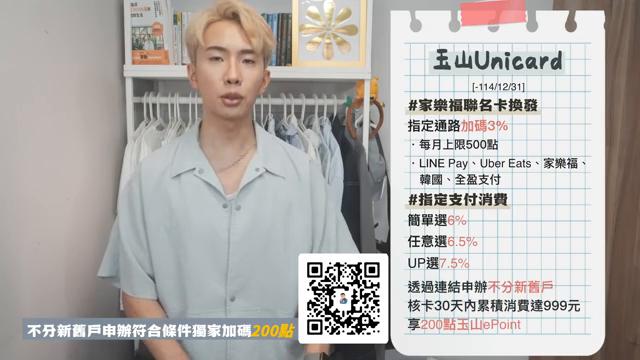 玉山Unicard
[-114/12/31]
#家樂福聯名卡換發
指定通路加碼3%
·每月上限500點
·LINE Pay、Uber Eats、家樂福、
韓國、全盈支付
#指定支付消費
簡單選6%
任意選6.5%
UP選7.5%
透過連結申辦不分新舊戶
核卡30天內累積消費達999元
享200點玉山ePoint
不分新舊戶申辦符合條件獨家加碼200點